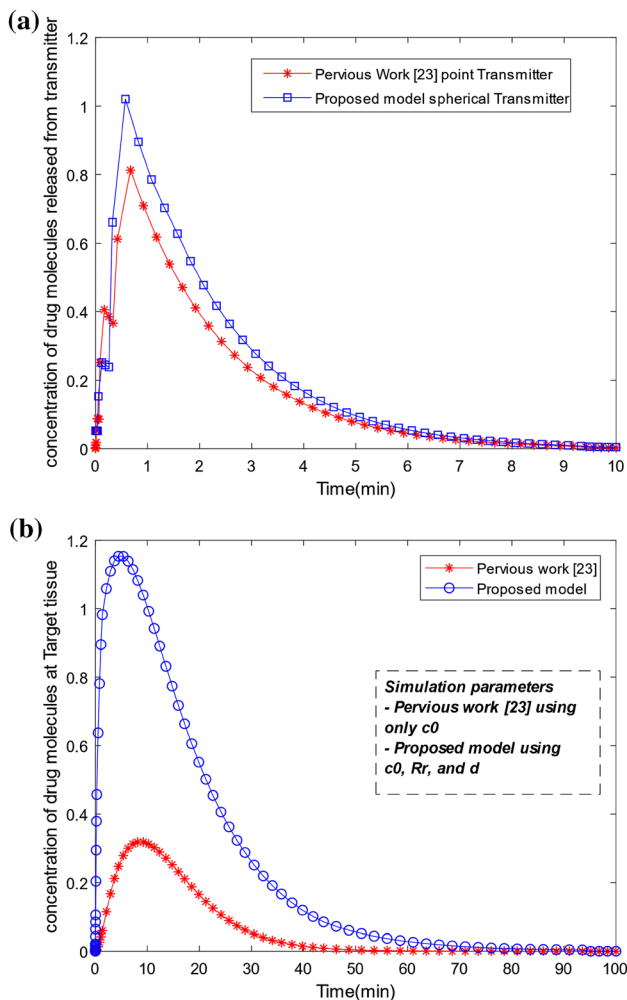 (a)
1.2
1
0.8
0.6
0.4
0.2
0
concentration of drug molecules released from transmitter
Pervious Work [23] point Transmitter
Proposed model spherical Transmitter
0 1 2 3 4 5 6 7 8 9 10
Time(min)
(b)
1.2
1
0.8
0.6
0.4
0.2
0
concentration of drug molecules at Target tissue
Pervious work [23]
Proposed model
Simulation parameters
- Pervious work [23] using
only c0
- Proposed model using
c0, Rr, and d
0 10 20 30 40 50 60 70 80 90 100
Time(min)